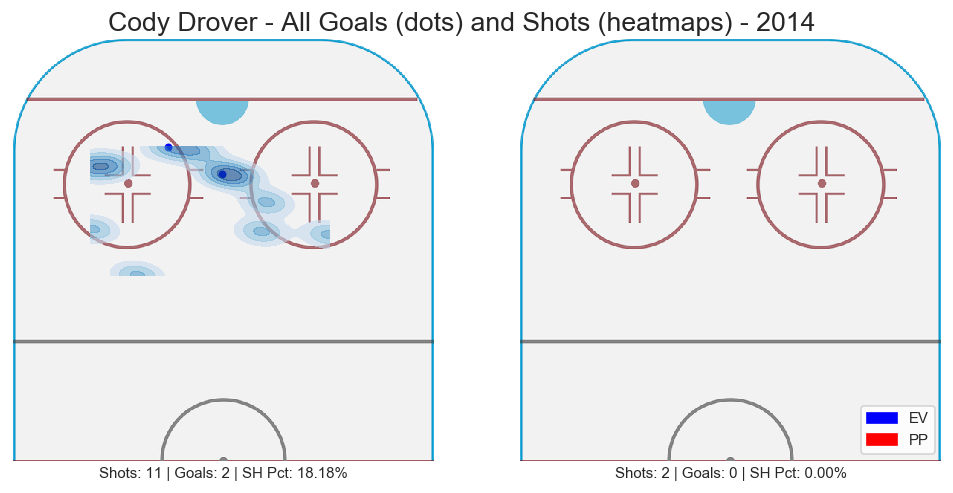 Cody Drover - All Goals (dots) and Shots (heatmaps) - 2014
EV
PP
Shots: 11 | Goals: 2 | SH Pct: 18.18%
Shots: 2 | Goals: 0 | SH Pct: 0.00%